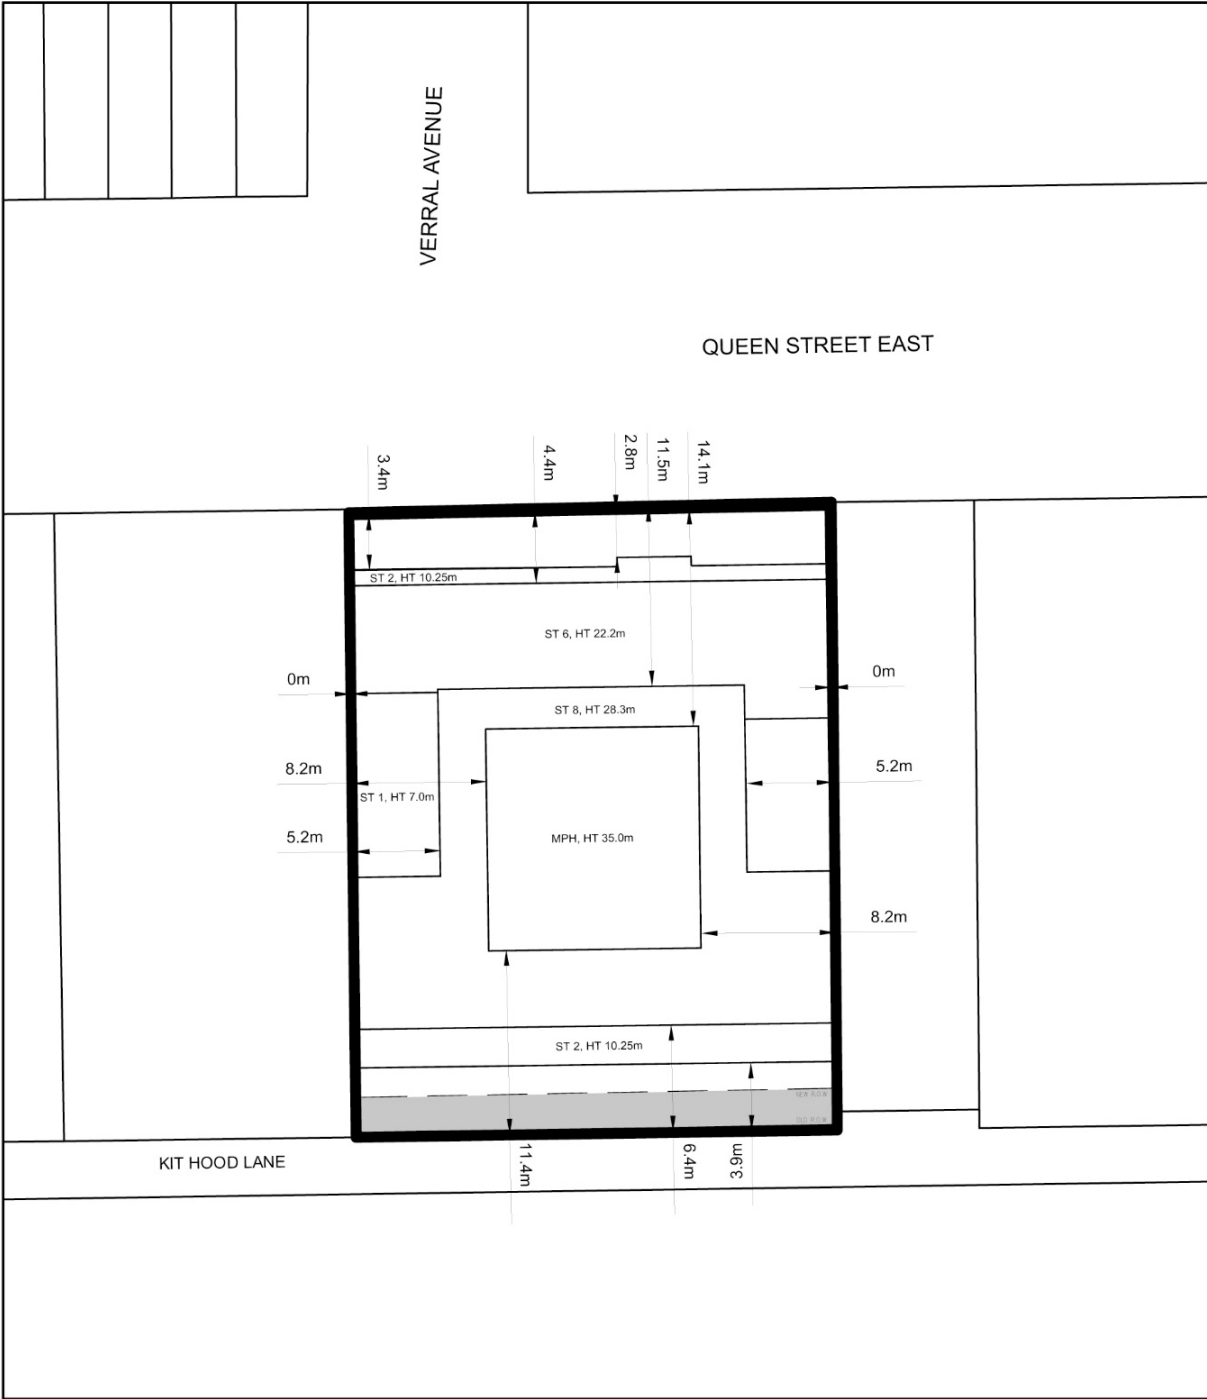 VERRAL AVENUE
QUEEN STREET EAST
3.4m
4.4m
2.8m
11.5m
14.1m
ST 2, HT 10.25m
ST 6, HT 22.2m
0m
0m
ST 8, HT 28.3m
8.2m
5.2m
ST 1, HT 7.0m
5.2m
MPH, HT 35.0m
8.2m
ST 2, HT 10.25m
NEW R.O.W
OLD R.O.W
KIT HOOD LANE
11.4m
6.4m
3.9m